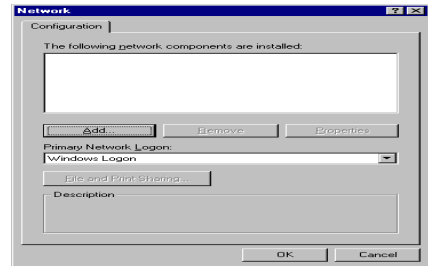 Network
Configuration
The following network components are installed:
Add... Remove Properties
Primary Network Logon:
Windows Logon
File and Print Sharing...
Description
OK Cancel